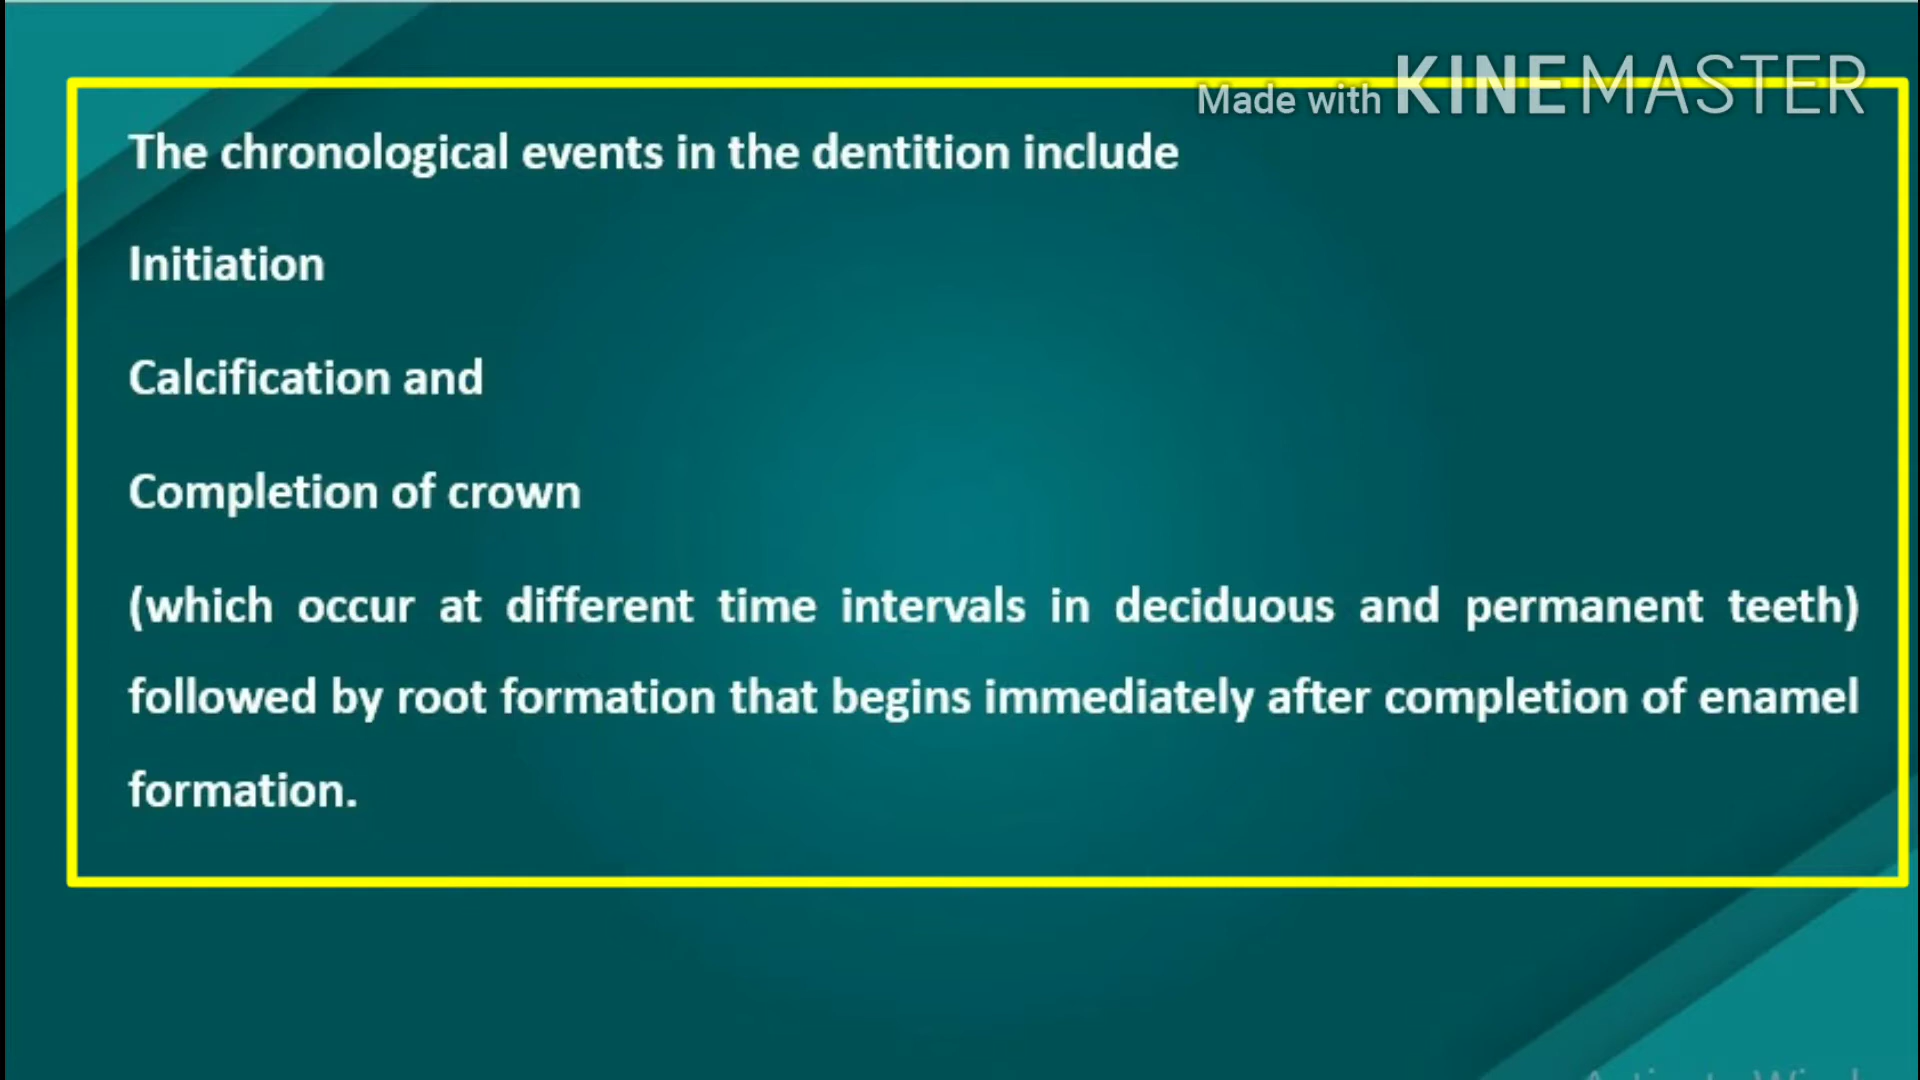 Made with KINEMASTER
The chronological events in the dentition include
Initiation
Calcification and
Completion of crown
(which occur at different time intervals in deciduous and permanent teeth)
followed by root formation that begins immediately after completion of enamel
formation.